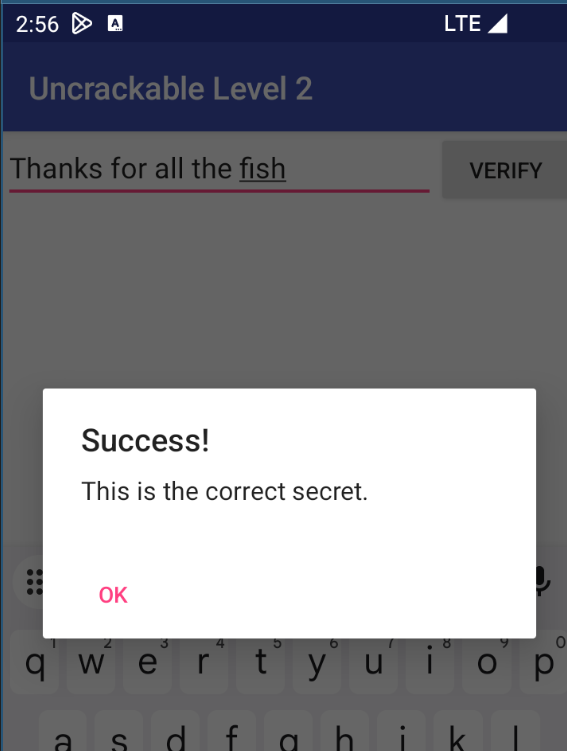 2:56 A LTE
Uncrackable Level 2
Thanks for all the fish VERIFY
Success!
This is the correct secret.
OK
1 2 3 4 5 6 7 8 9 0
q w e r t y u i o p
a s d f g h j k l